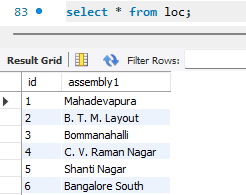 83 select * from loc;
Result Grid Filter Rows:
id assembly1
1 Mahadevapura
2 B. T. M. Layout
3 Bommanahalli
4 C. V. Raman Nagar
5 Shanti Nagar
6 Bangalore South